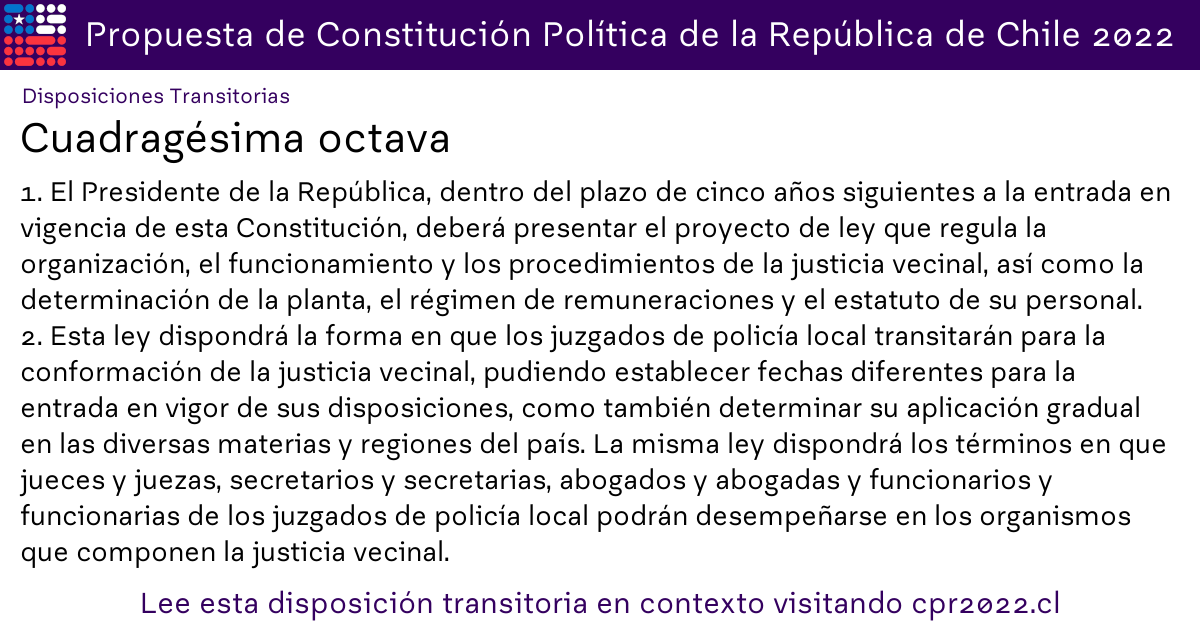 Propuesta de Constitución Política de la República de Chile 2022
Disposiciones Transitorias
Cuadragésima octava
1. El Presidente de la República, dentro del plazo de cinco años siguientes a la entrada en
vigencia de esta Constitución, deberá presentar el proyecto de ley que regula la
organización, el funcionamiento y los procedimientos de la justicia vecinal, así como la
determinación de la planta, el régimen de remuneraciones y el estatuto de su personal.
2. Esta ley dispondrá la forma en que los juzgados de policía local transitarán para la
conformación de la justicia vecinal, pudiendo establecer fechas diferentes para la
entrada en vigor de sus disposiciones, como también determinar su aplicación gradual
en las diversas materias y regiones del país. La misma ley dispondrá los términos en que
jueces y juezas, secretarios y secretarias, abogados y abogadas y funcionarios y
funcionarias de los juzgados de policía local podrán desempeñarse en los organismos
que componen la justicia vecinal.
Lee esta disposición transitoria en contexto visitando cpr2022.cl